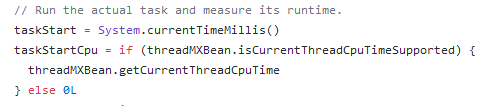 // Run the actual task and measure its runtime.
taskStart = System.currentTimeMillis()
taskStartCpu = if (threadMXBean.isCurrentThreadCpuTimeSupported) {
  threadMXBean.getCurrentThreadCpuTime
} else 0L